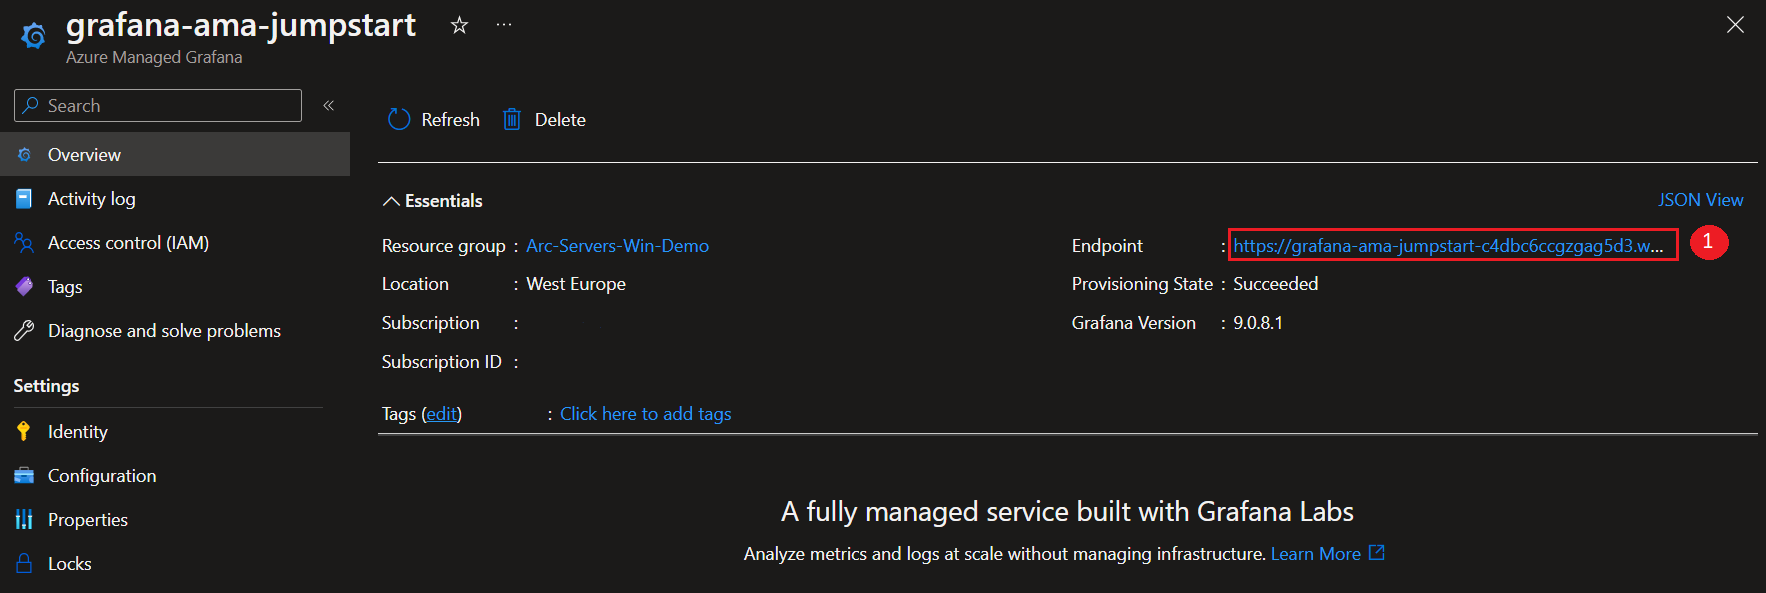 grafana-ama-jumpstart
Azure Managed Grafana
Search
Overview
Activity log
Access control (IAM)
Tags
Diagnose and solve problems
Settings
Identity
Configuration
Properties
Locks
Refresh
Delete
Essentials
JSON View
Resource group : Arc-Servers-Win-Demo
Location : West Europe
Subscription :
Subscription ID :
Endpoint : https://grafana-ama-jumpstart-c4dbc6ccgzgag5d3.w...
1
Provisioning State : Succeeded
Grafana Version : 9.0.8.1
Tags (edit) : Click here to add tags
A fully managed service built with Grafana Labs
Analyze metrics and logs at scale without managing infrastructure. Learn More